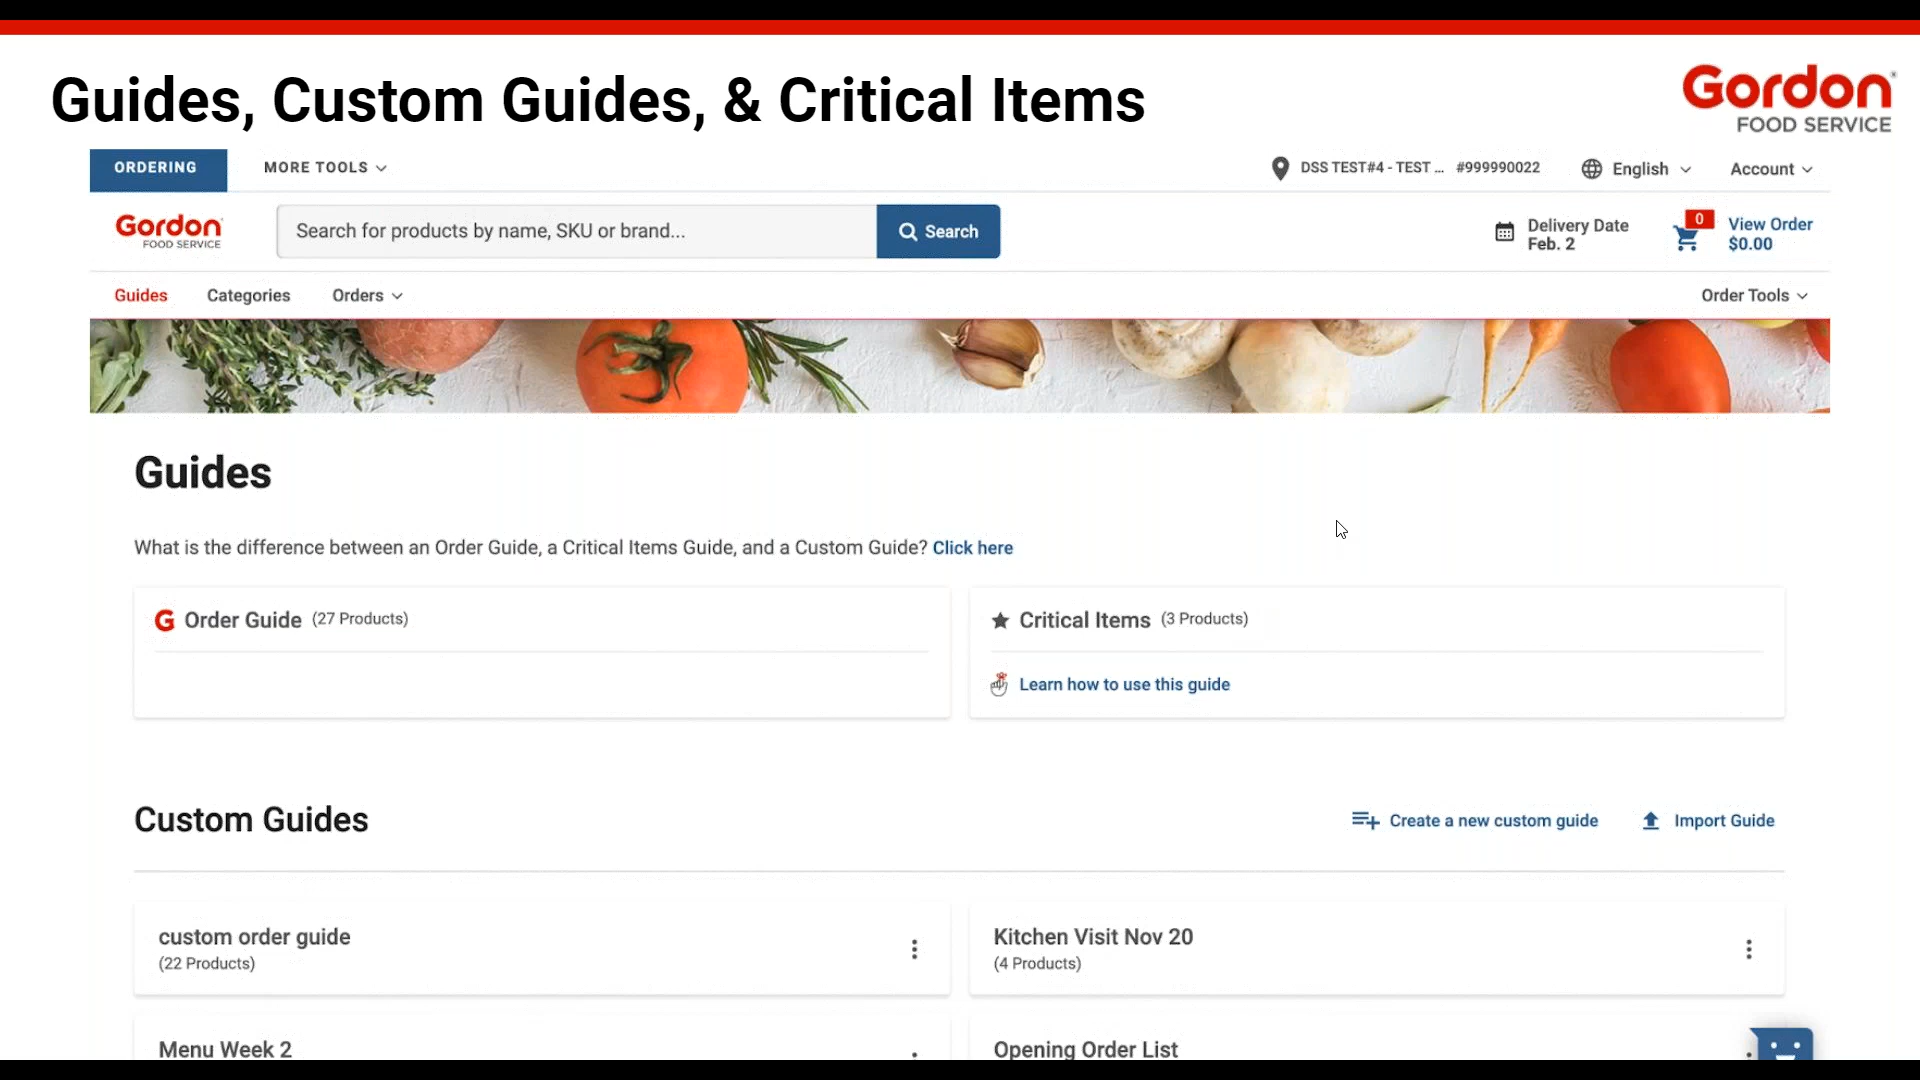 Guides, Custom Guides, & Critical Items
Gordon
FOOD SERVICE
ORDERING
MORE TOOLS
DSS TEST#4 - TEST ... #999990022
English
Account
Gordon
FOOD SERVICE
Search for products by name, SKU or brand...
Search
Delivery Date
Feb. 2
0
View Order
$0.00
Guides
Categories
Orders
Order Tools
Guides
What is the difference between an Order Guide, a Critical Items Guide, and a Custom Guide? Click here
G Order Guide (27 Products)
Critical Items (3 Products)
Learn how to use this guide
Custom Guides
Create a new custom guide
Import Guide
custom order guide
(22 Products)
Kitchen Visit Nov 20
(4 Products)
Menu Week 2
Opening Order List